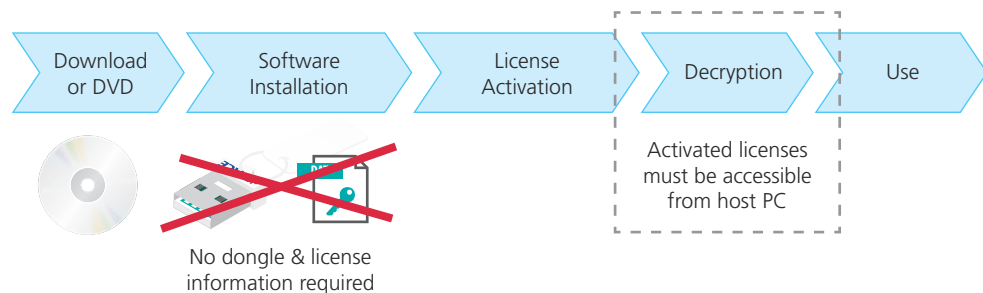 Download
or DVD
Software
Installation
License
Activation
Decryption
Use
Activated licenses
must be accessible
from host PC
No dongle & license
information required